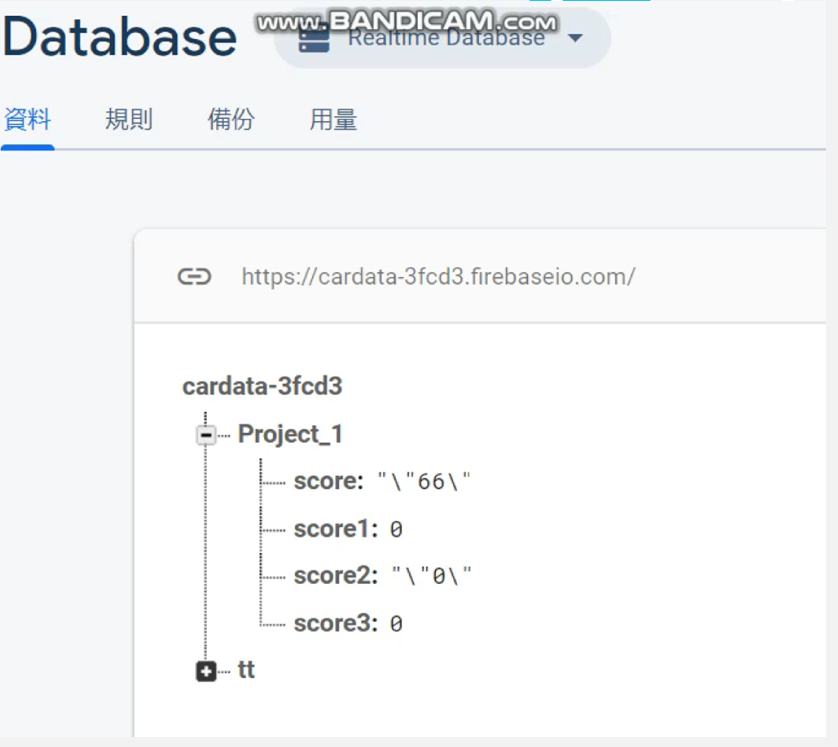 Database
www.BANDICAM.com
Realtime Database
資料 規則 備份 用量
https://cardata-3fcd3.firebaseio.com/
cardata-3fcd3
Project_1
score: "\"66\"
score1: 0
score2: "\"0\"
score3: 0
tt